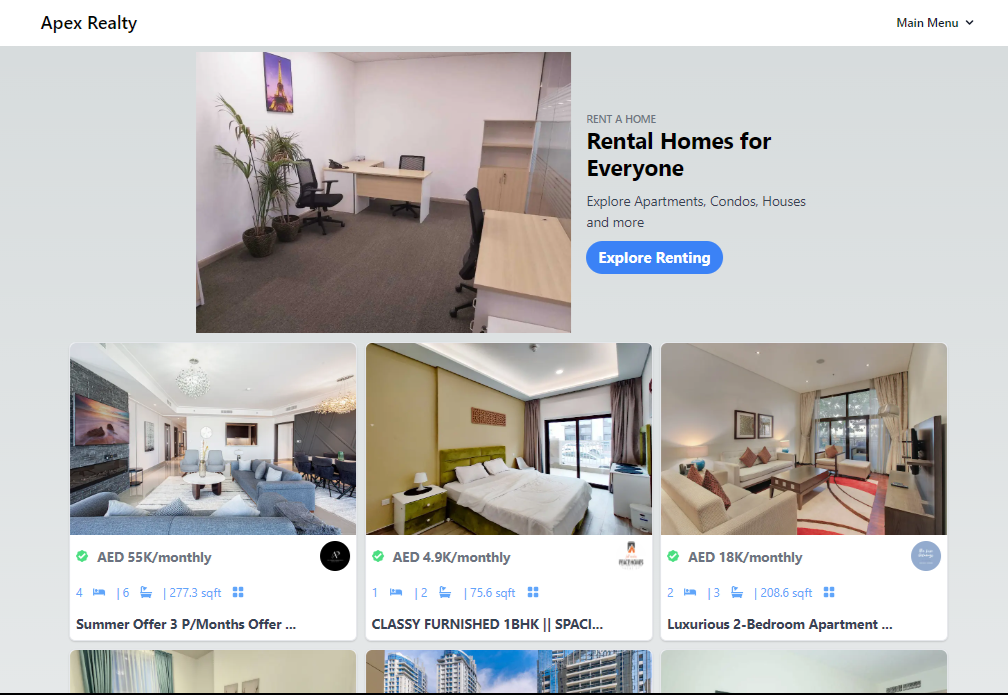 Apex Realty
Main Menu
RENT A HOME
Rental Homes for
Everyone
Explore Apartments, Condos, Houses
and more
Explore Renting
AED 55K/monthly
4 | 6 | 277.3 sqft
Summer Offer 3 P/Months Offer ...
AED 4.9K/monthly
1 | 2 | 75.6 sqft
CLASSY FURNISHED 1BHK || SPACI...
AED 18K/monthly
2 | 3 | 208.6 sqft
Luxurious 2-Bedroom Apartment ...